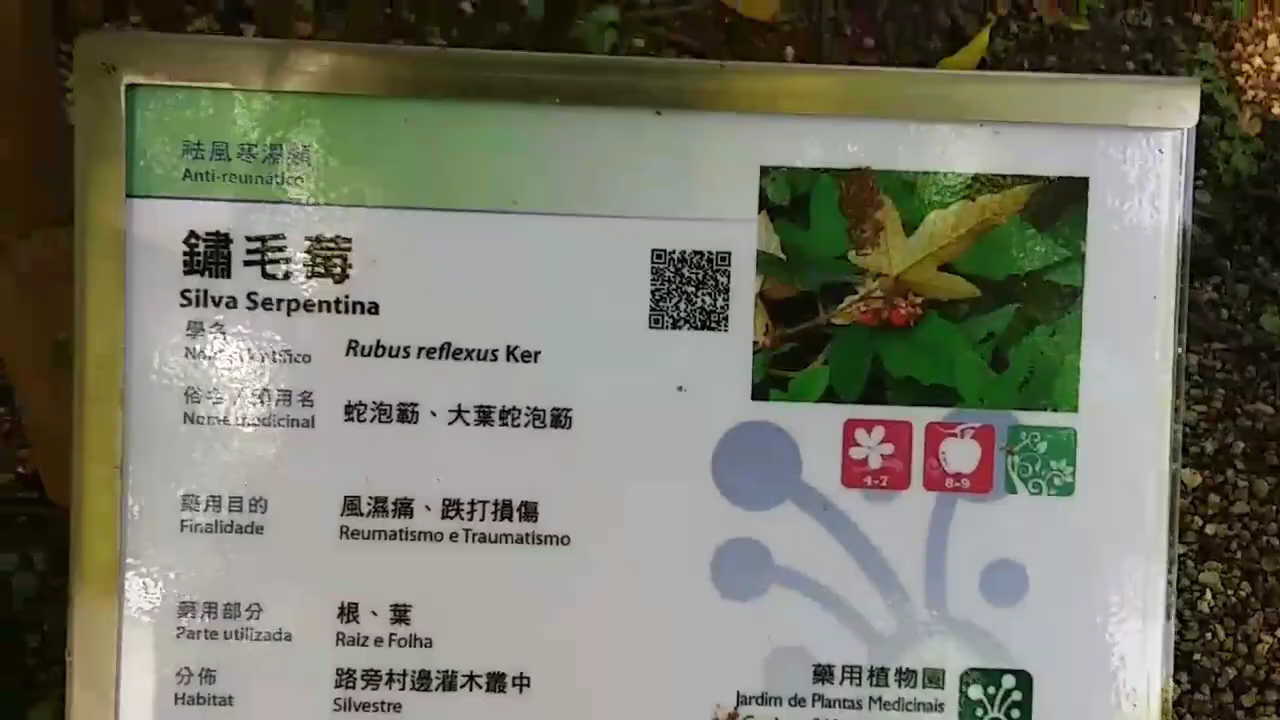 祛風寒濕類
Anti-reumático
鏽毛莓
Silva Serpentina
學名
Nome científico
Rubus reflexus Ker
俗名/藥用名
Nome medicinal
蛇泡簕、大葉蛇泡簕
藥用目的
Finalidade
風濕痛、跌打損傷
Reumatismo e Traumatismo
藥用部分
Parte utilizada
根、葉
Raiz e Folha
分佈
Habitat
路旁村邊灌木叢中
Silvestre
4-7
8-9
藥用植物園
Jardim de Plantas Medicinais